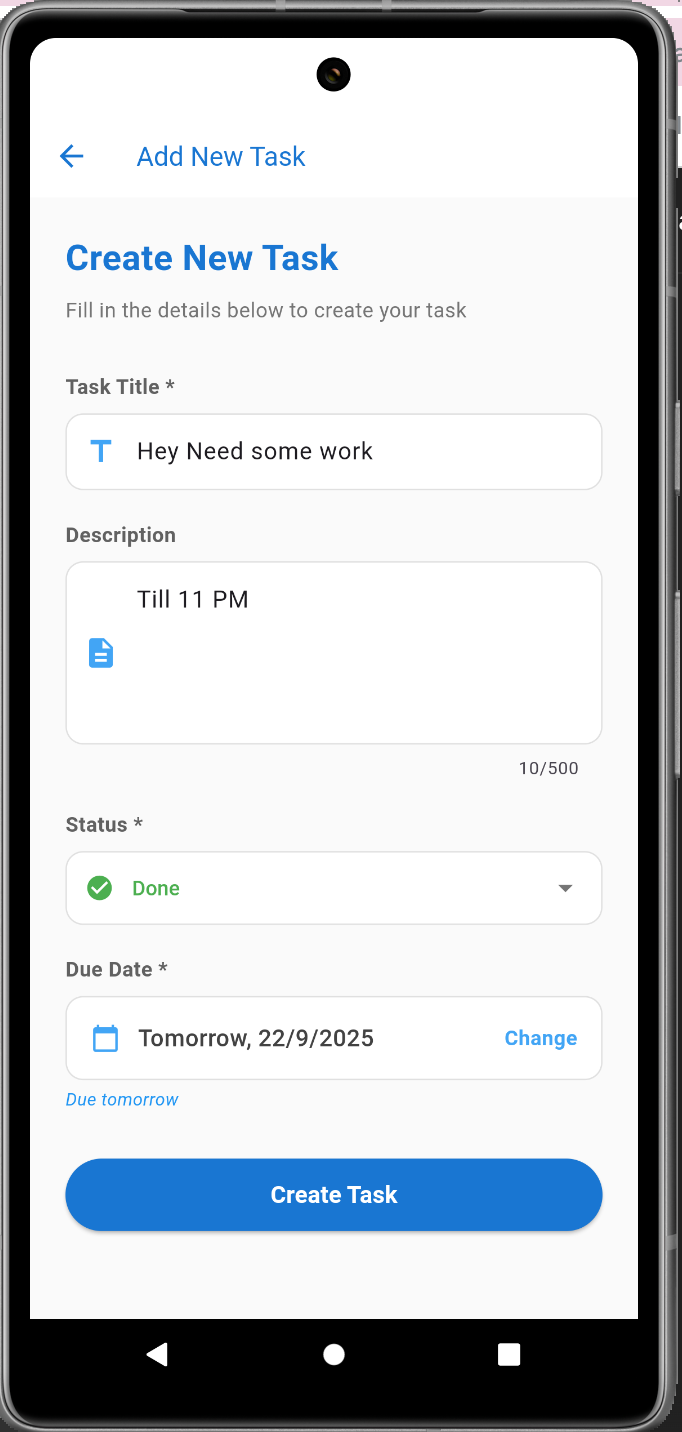 Add New Task
Create New Task
Fill in the details below to create your task
Task Title *
Hey Need some work
Description
Till 11 PM
10/500
Status *
Done
Due Date *
Tomorrow, 22/9/2025 Change
Due tomorrow
Create Task